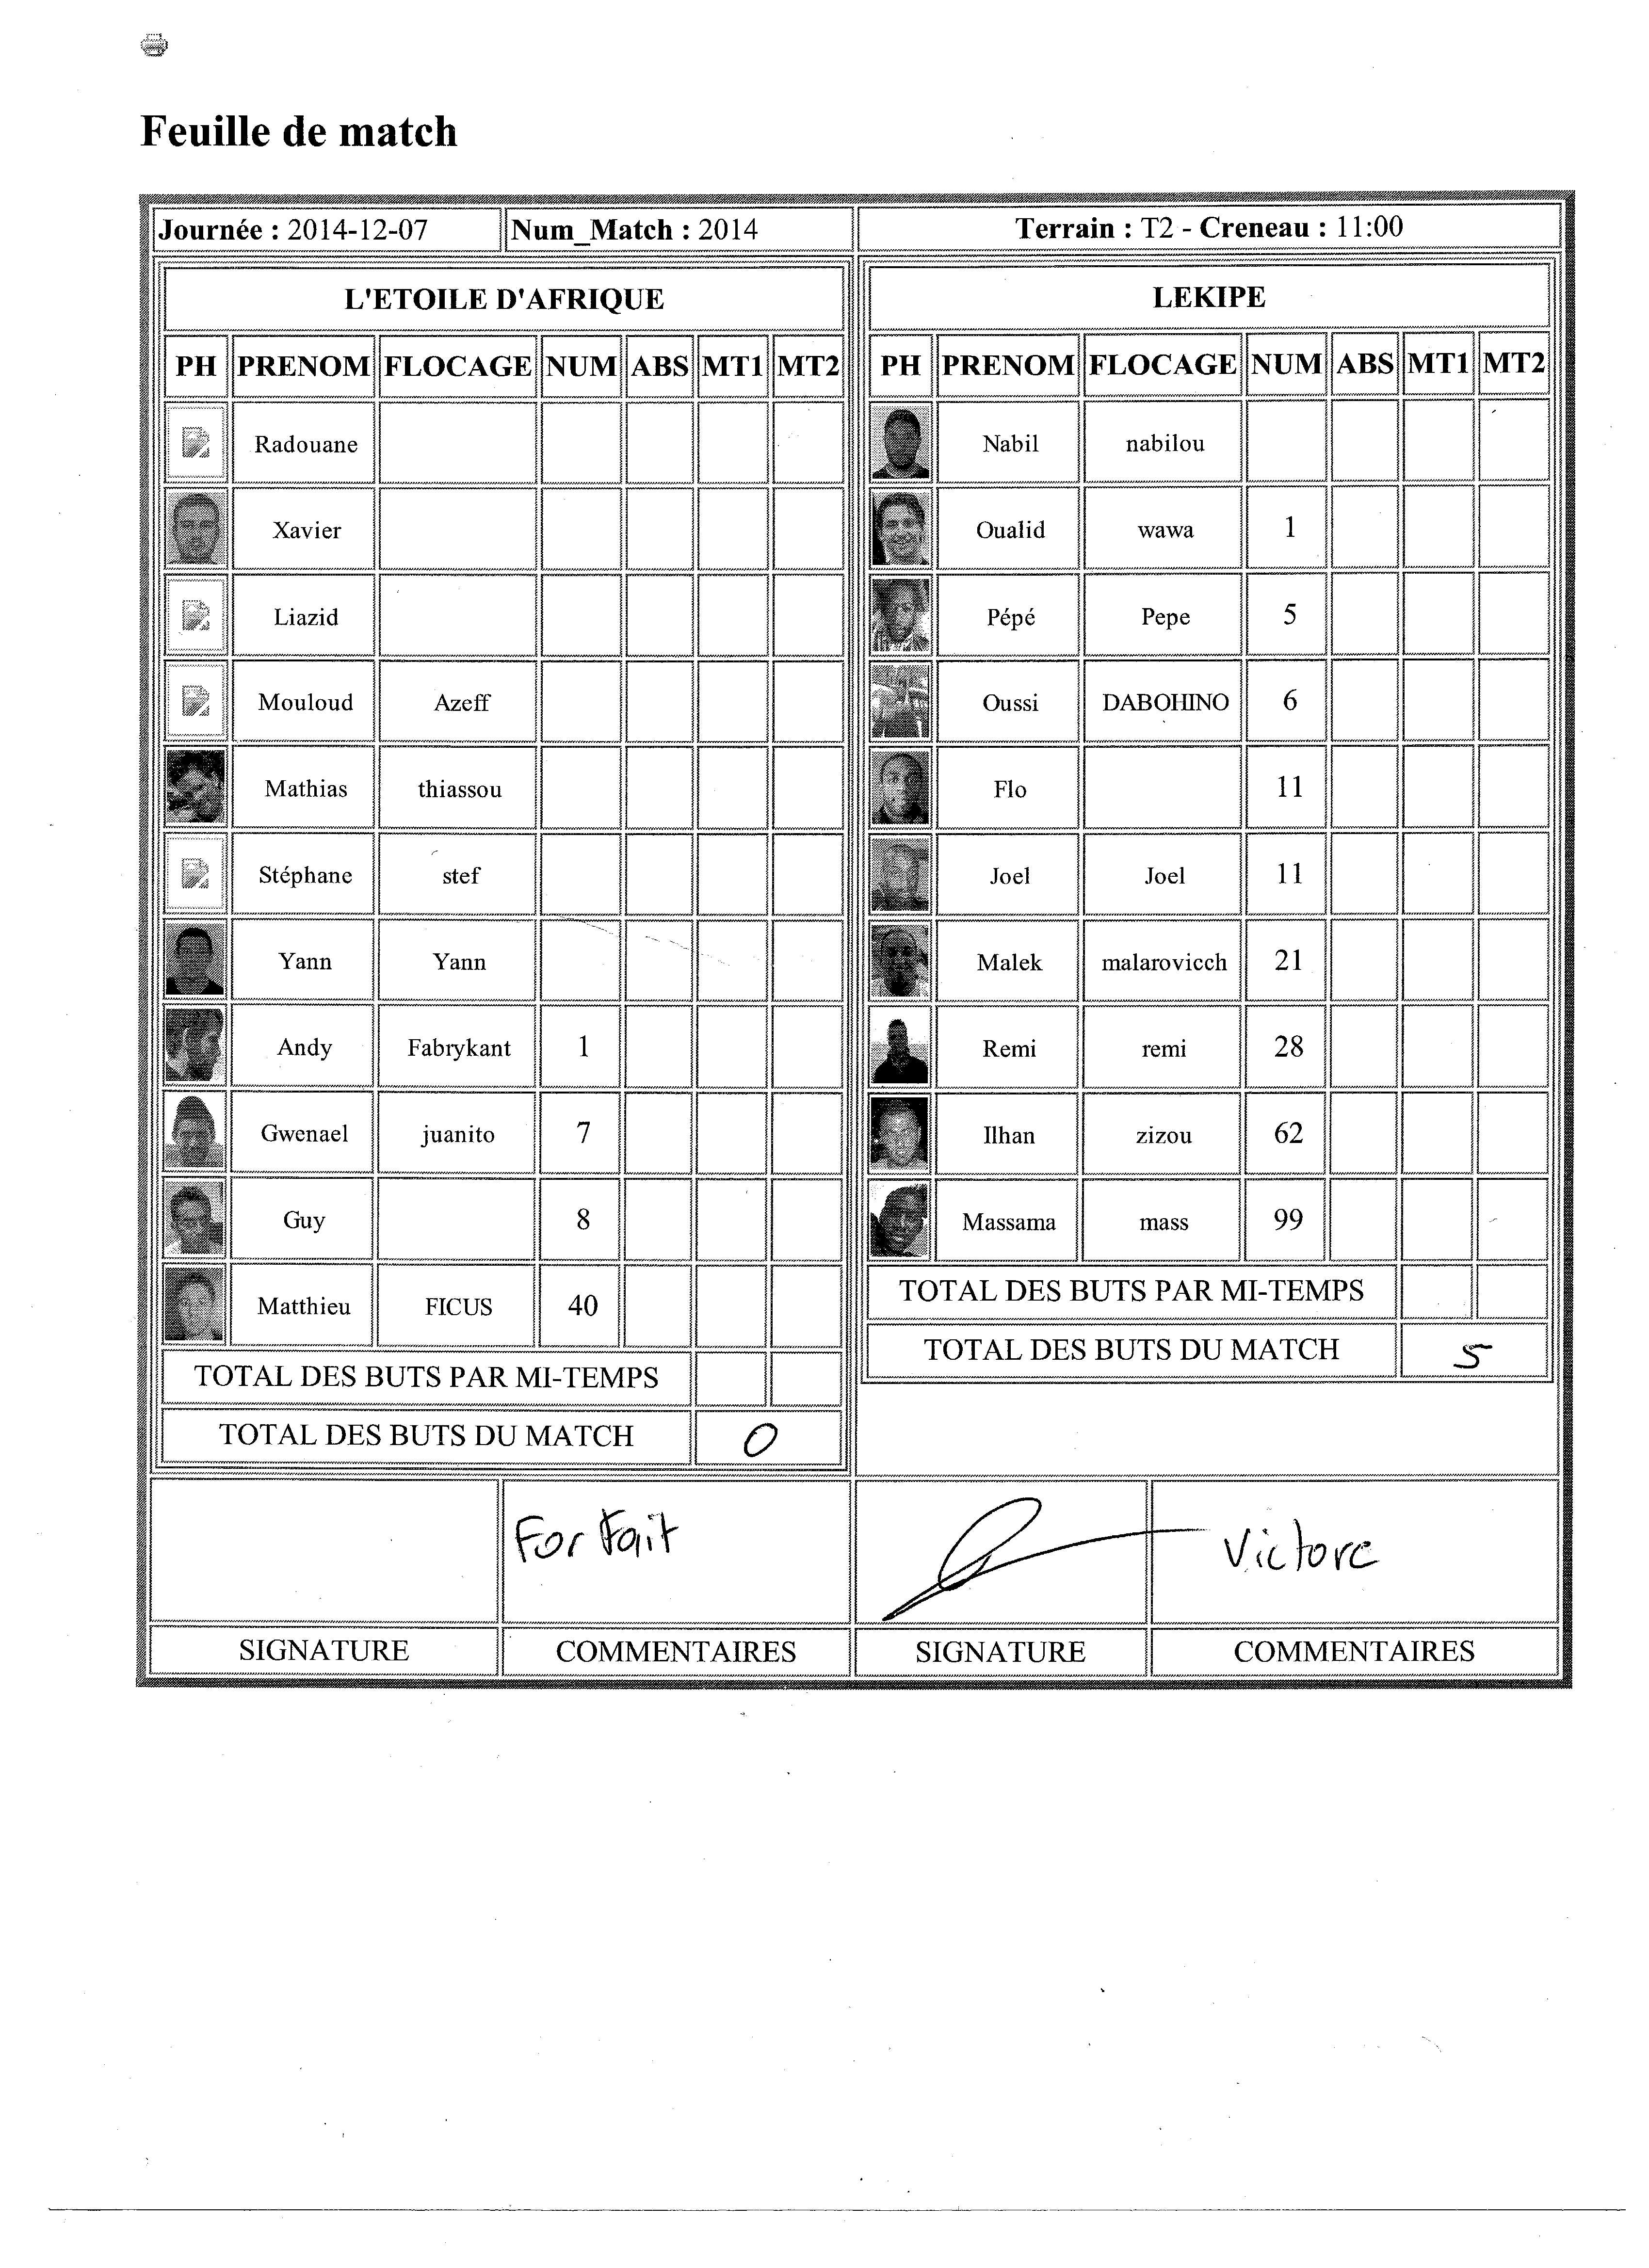 Feuille de match
Journée : 2014-12-07 Num_Match : 2014 Terrain : T2 - Creneau : 11:00
L'ETOILE D'AFRIQUE
PH PRENOM FLOCAGE NUM ABS MT1 MT2
Radouane
Xavier
Liazid
Mouloud Azeff
Mathias thiassou
Stéphane stef
Yann Yann
Andy Fabrykant 1
Gwenael juanito 7
Guy 8
Matthieu FICUS 40
TOTAL DES BUTS PAR MI-TEMPS
TOTAL DES BUTS DU MATCH 0
LEKIPE
PH PRENOM FLOCAGE NUM ABS MT1 MT2
Nabil nabilou
Oualid wawa 1
Pépé Pepe 5
Oussi DABOHINO 6
Flo 11
Joel Joel 11
Malek malarovicch 21
Remi remi 28
Ilhan zizou 62
Massama mass 99
TOTAL DES BUTS PAR MI-TEMPS
TOTAL DES BUTS DU MATCH 5
Forfait Victore
SIGNATURE COMMENTAIRES SIGNATURE COMMENTAIRES